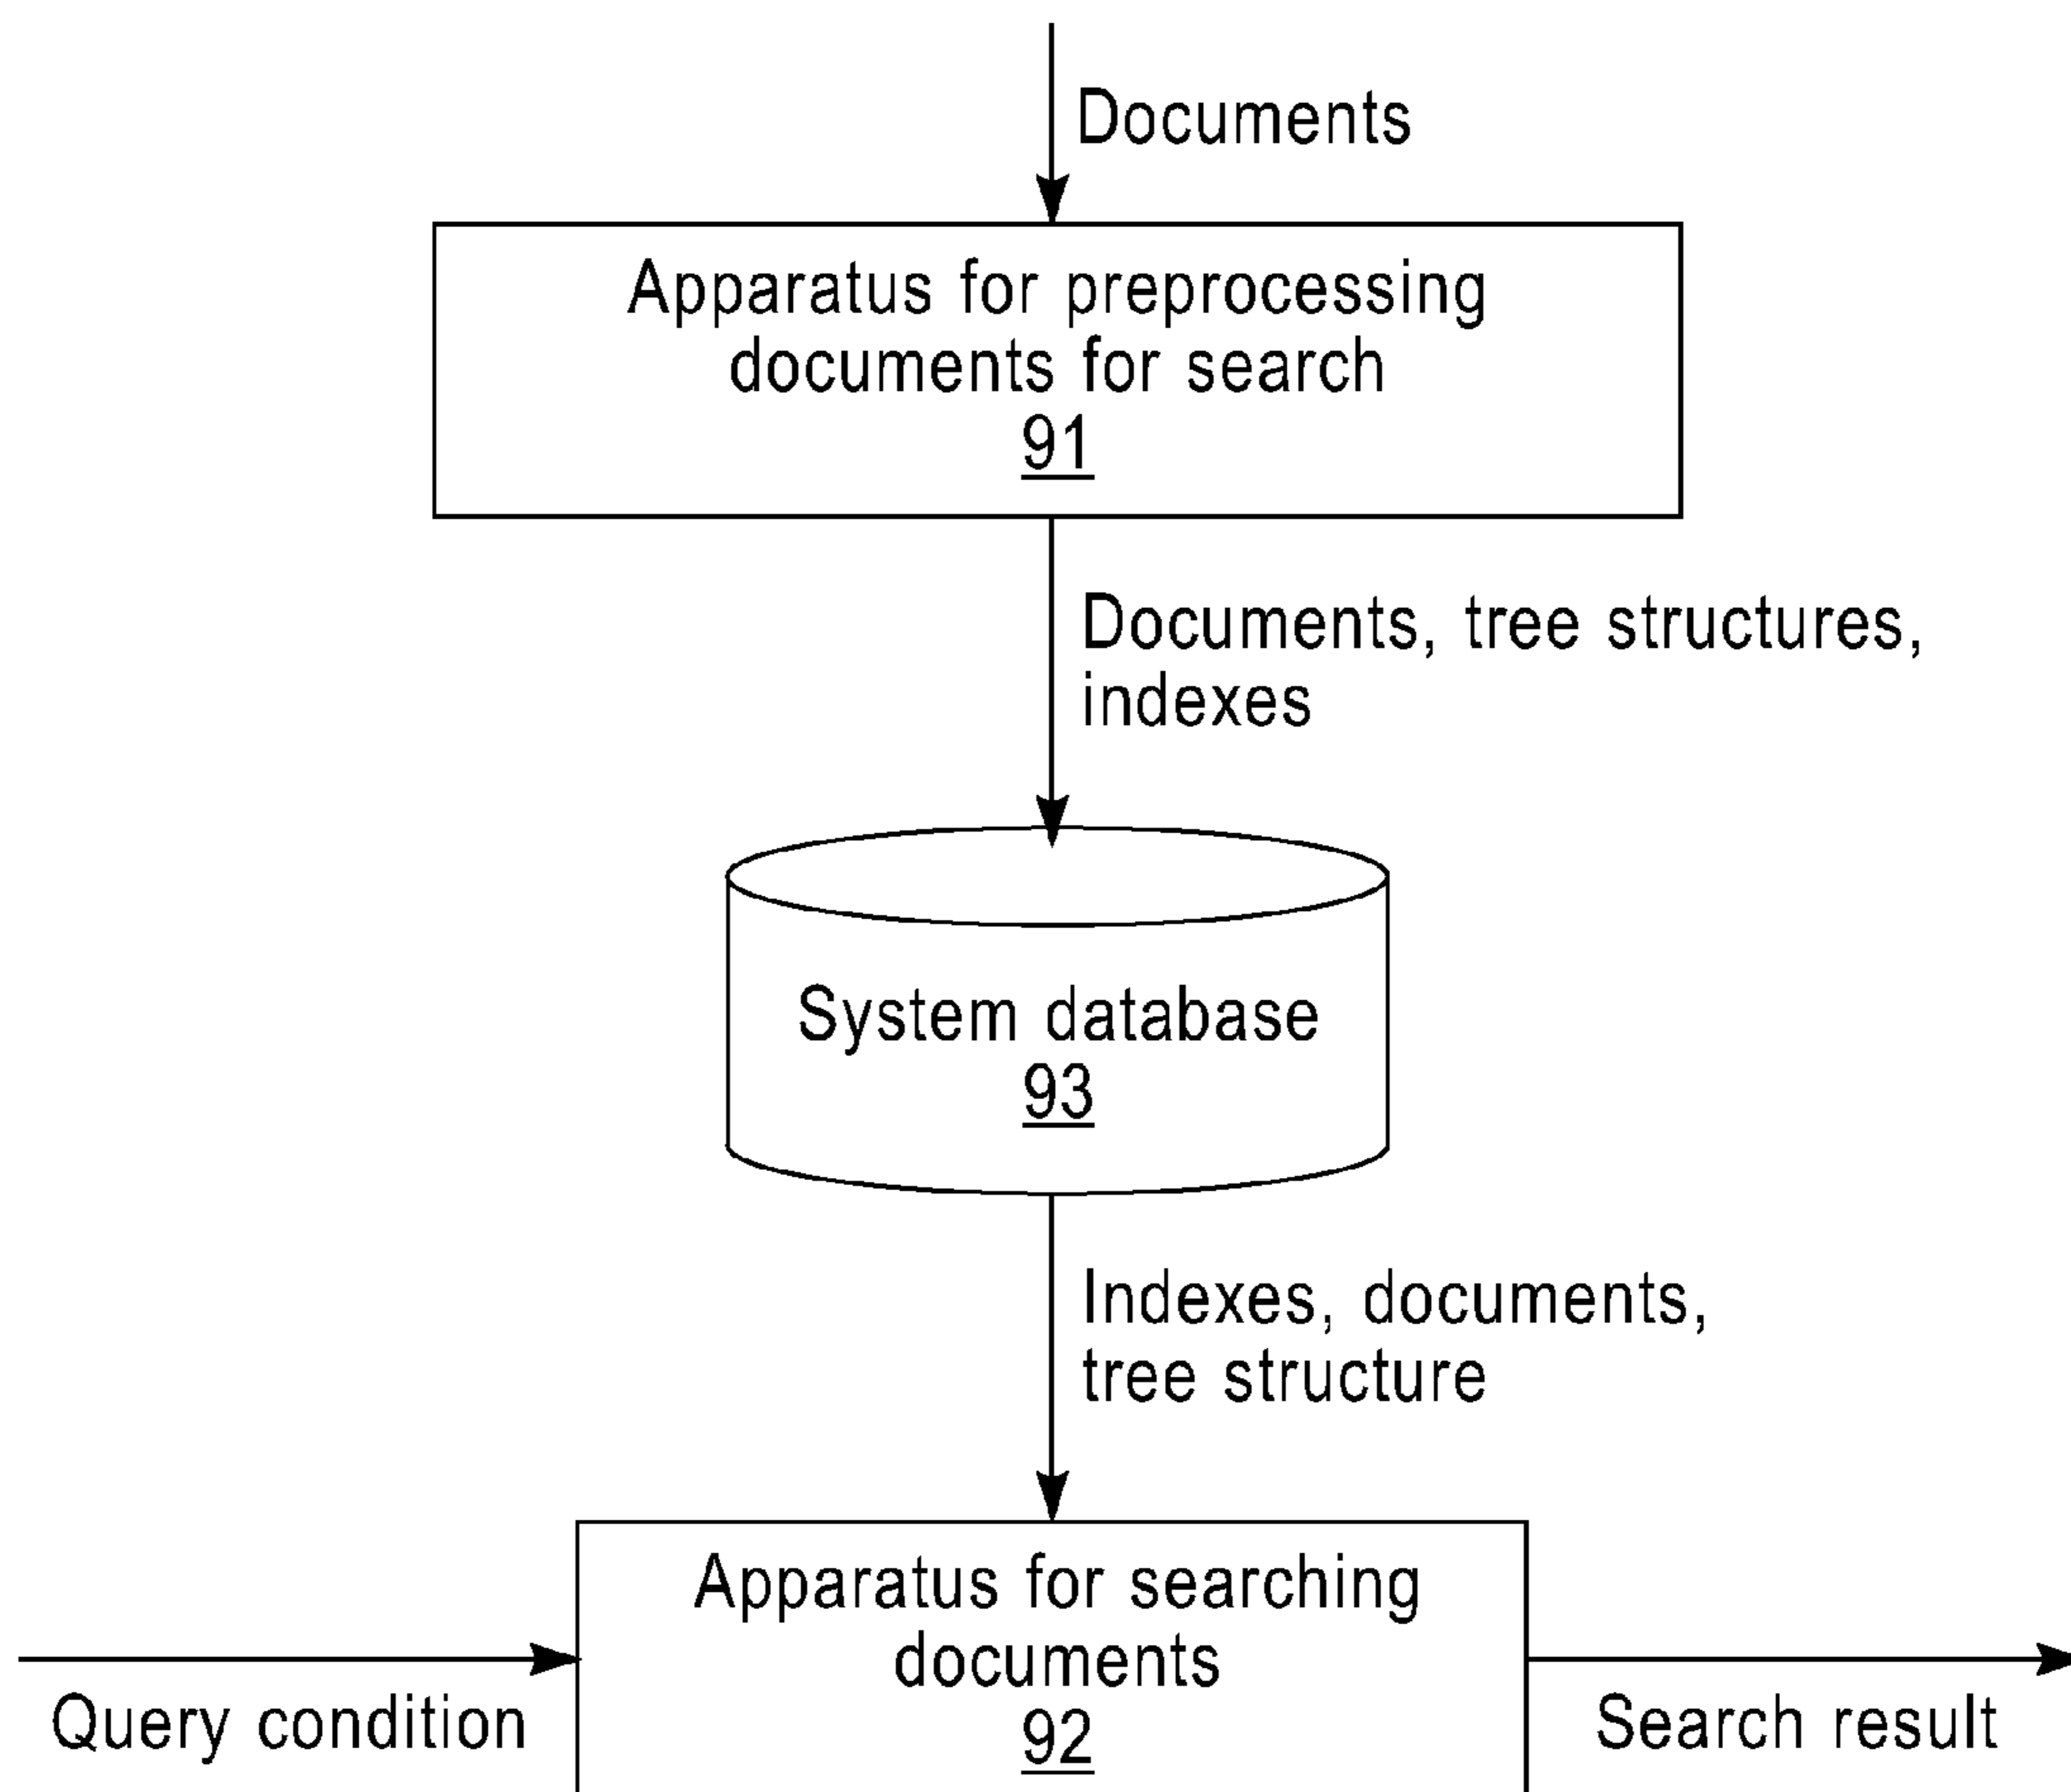 Documents
Apparatus for preprocessing
documents for search
91
Documents, tree structures,
indexes
System database
93
Indexes, documents,
tree structure
Apparatus for searching
documents
92
Query condition
Search result